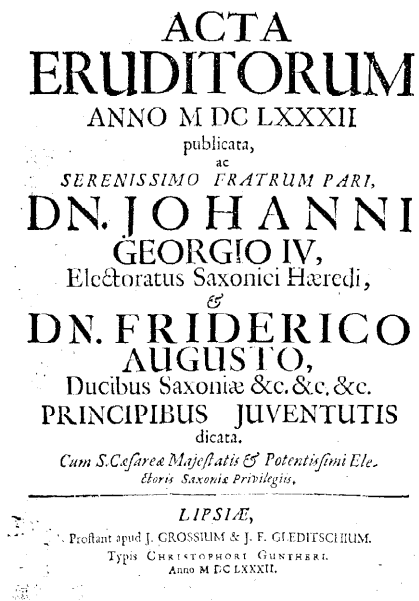 ACTA
ERUDITORUM
ANNO M DC LXXXII
publicata,
ac
SERENISSIMO FRATRUM PARI,
DN. JOHANNI
GEORGIO IV,
Electoratus Saxonici Hæredi,
&
DN. FRIDERICO
AUGUSTO,
Ducibus Saxoniæ &c. &c. &c.
PRINCIPIBUS JUVENTUTIS
dicata.
Cum S. Cæsareæ Majestatis & Potentissimi Ele-
ctoris Saxoniæ Privilegiis.
LIPSIÆ,
Prostant apud J. GROSSIUM & J. F. GLEDITSCHIUM.
Typis CHRISTOPHORI GUNTHERI.
Anno M DC LXXXII.